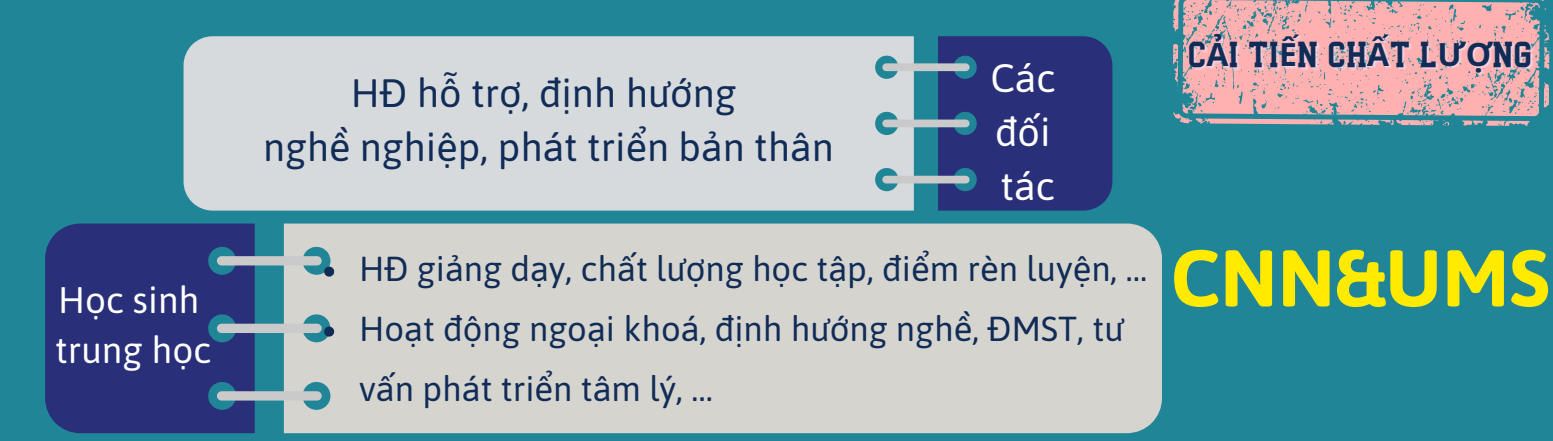 CẢI TIẾN CHẤT LƯỢNG
HĐ hỗ trợ, định hướng
nghề nghiệp, phát triển bản thân
Các
đối
tác
Học sinh
trung học
• HĐ giảng dạy, chất lượng học tập, điểm rèn luyện, ...
• Hoạt động ngoại khoá, định hướng nghề, ĐMST, tư
vấn phát triển tâm lý, ...
CNN&UMS